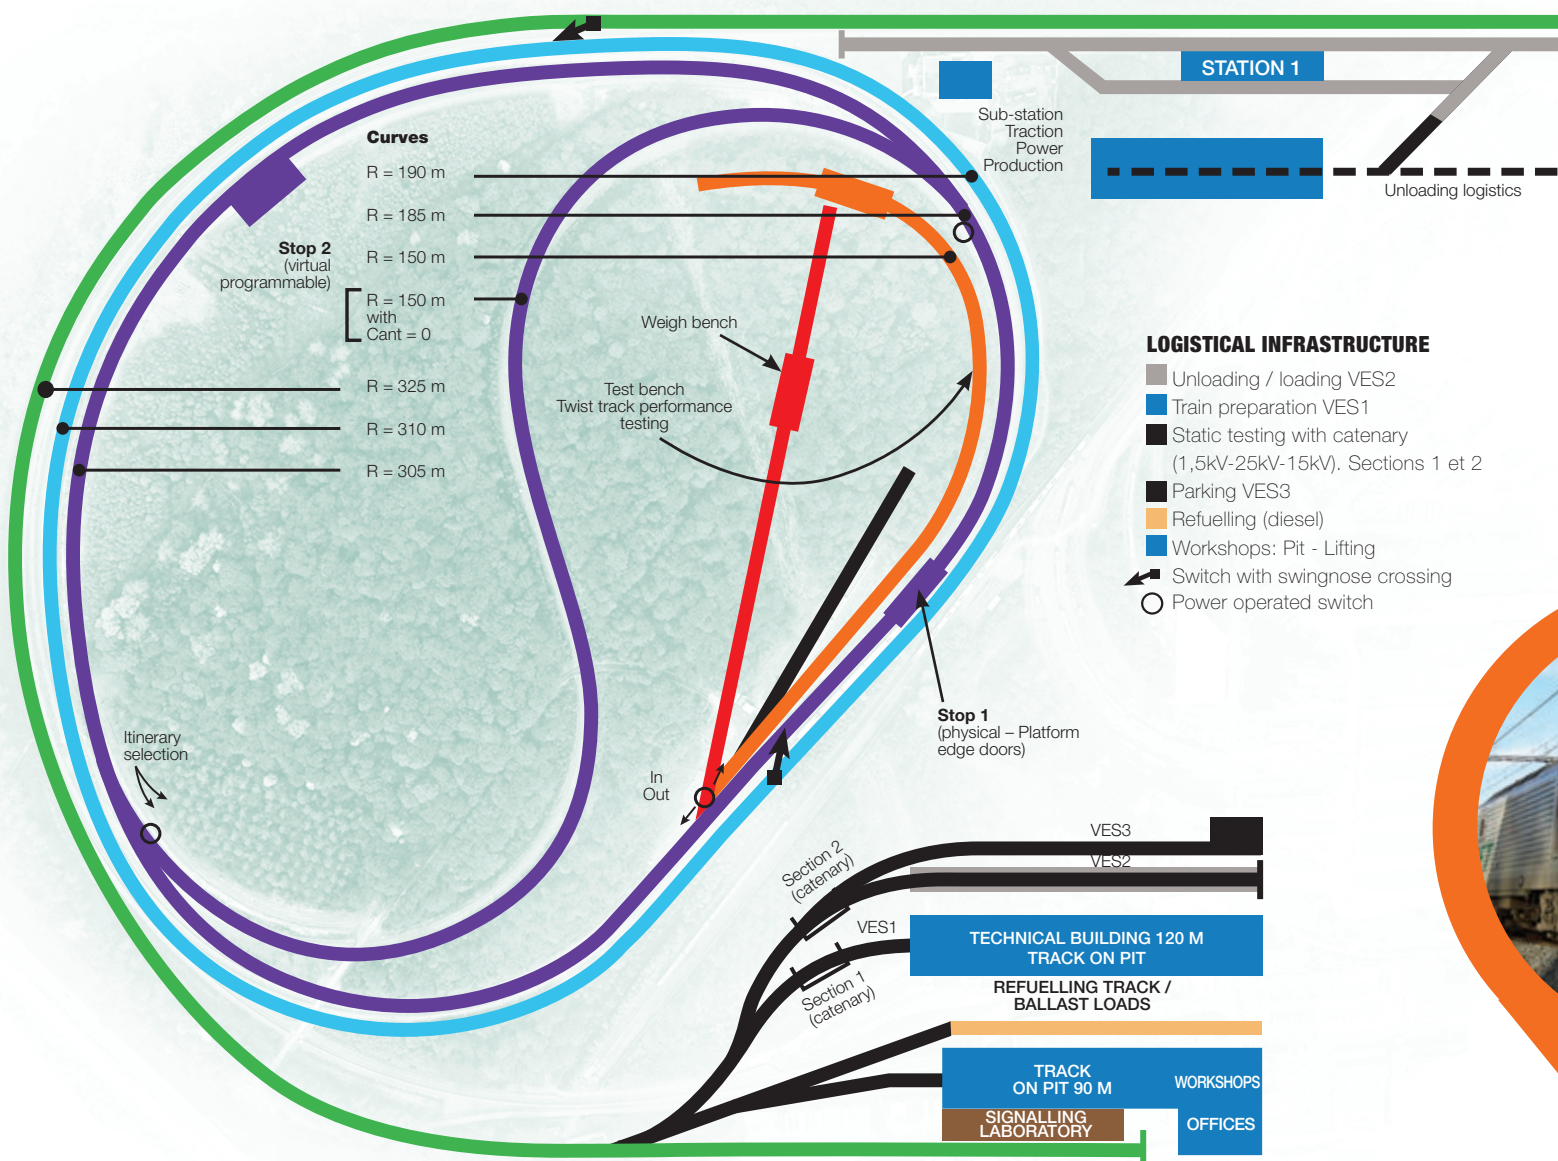 STATION 1
Sub-station
Traction
Power
Production
Unloading logistics
Curves
R = 190 m
R = 185 m
R = 150 m
R = 150 m
with
Cant = 0
R = 325 m
R = 310 m
R = 305 m
Stop 2
(virtual
programmable)
Weigh bench
Test bench
Twist track performance
testing
LOGISTICAL INFRASTRUCTURE
Unloading / loading VES2
Train preparation VES1
Static testing with catenary
(1,5kV-25kV-15kV). Sections 1 et 2
Parking VES3
Refuelling (diesel)
Workshops: Pit - Lifting
Switch with swingnose crossing
Power operated switch
Stop 1
(physical – Platform
edge doors)
Itinerary
selection
In
Out
VES3
VES2
Section 2
(catenary)
VES1
Section 1
(catenary)
TECHNICAL BUILDING 120 M
TRACK ON PIT
REFUELLING TRACK /
BALLAST LOADS
TRACK
ON PIT 90 M
WORKSHOPS
SIGNALLING
LABORATORY
OFFICES